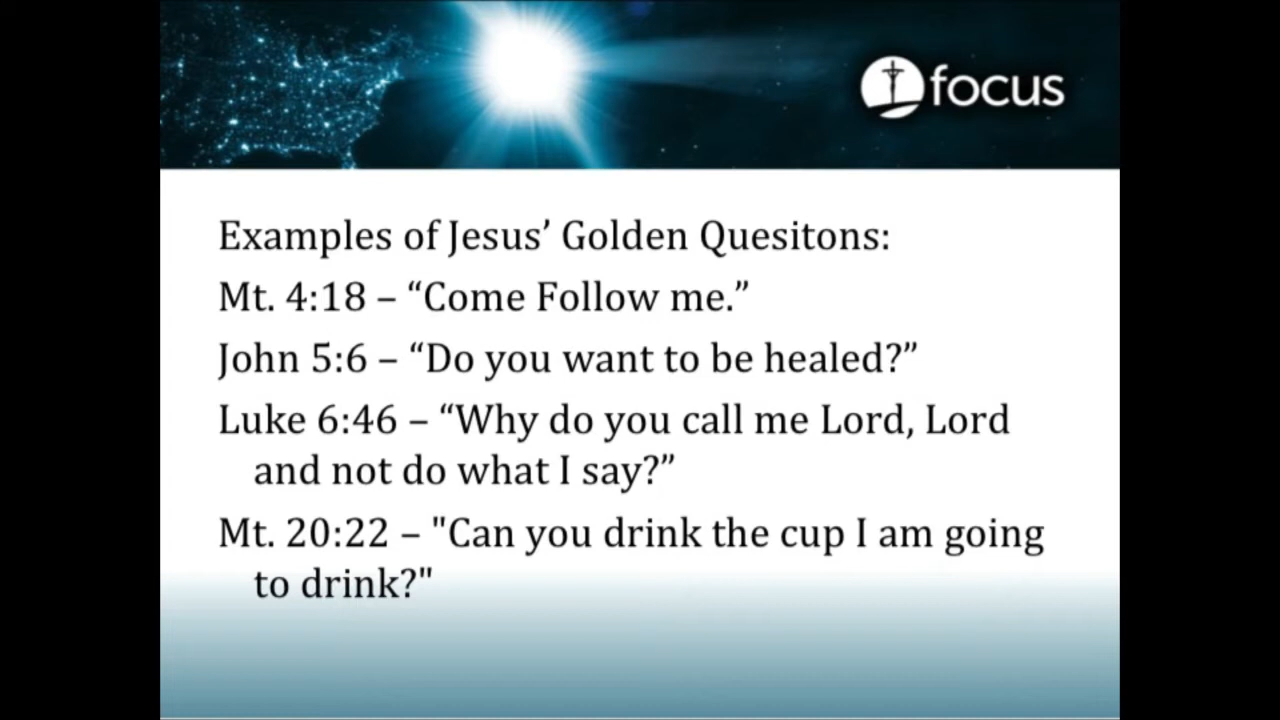 focus
Examples of Jesus’ Golden Quesitons:
Mt. 4:18 – “Come Follow me.”
John 5:6 – “Do you want to be healed?”
Luke 6:46 – “Why do you call me Lord, Lord
and not do what I say?”
Mt. 20:22 – "Can you drink the cup I am going
to drink?"